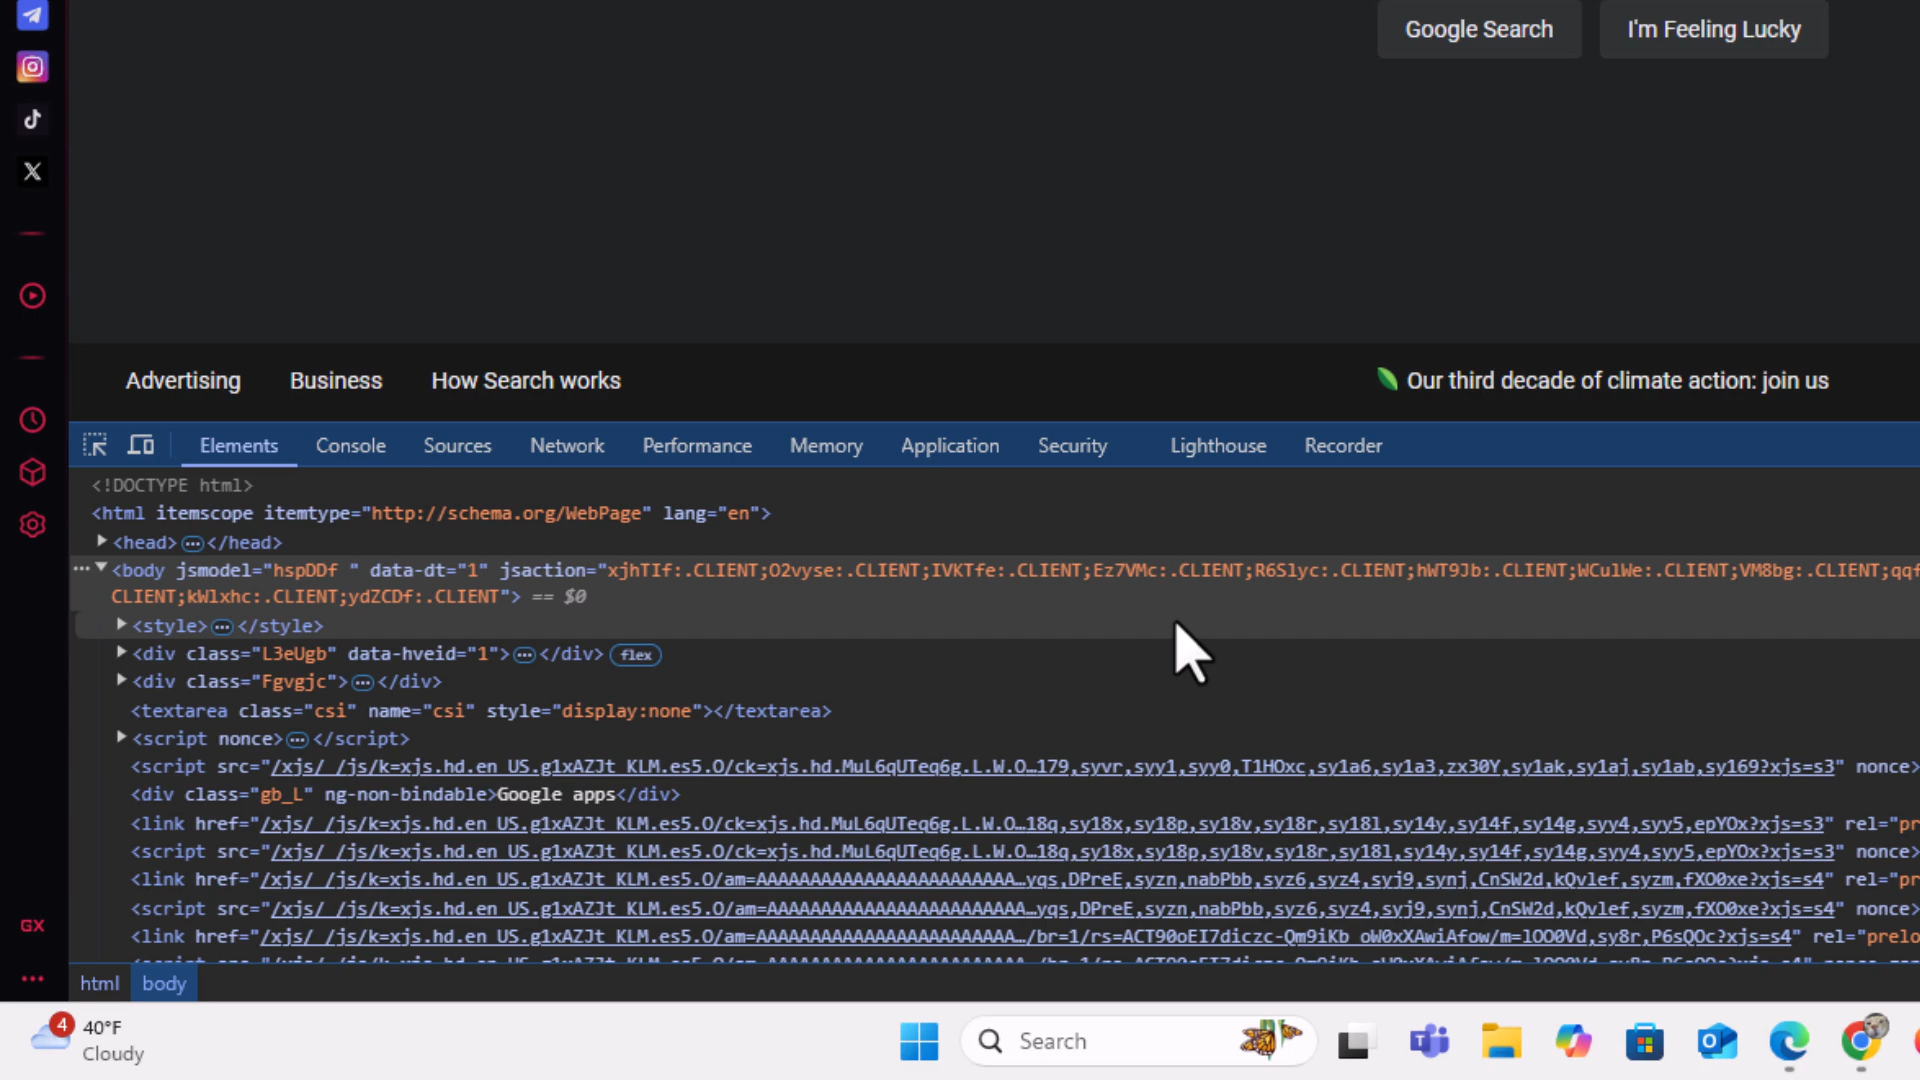 Google Search
I'm Feeling Lucky
Advertising
Business
How Search works
Our third decade of climate action: join us
Elements
Console
Sources
Network
Performance
Memory
Application
Security
Lighthouse
Recorder
<!DOCTYPE html>
<html itemscope itemtype="http://schema.org/WebPage" lang="en">
<head> … </head>
<body jsmodel="hspDDf " data-dt="1" jsaction="xjhTIf:.CLIENT;O2vyse:.CLIENT;IVKTfe:.CLIENT;Ez7VMc:.CLIENT;R6Slyc:.CLIENT;hWT9Jb:.CLIENT;WCulWe:.CLIENT;VM8bg:.CLIENT;qqf
CLIENT;kWlxhc:.CLIENT;ydZCDf:.CLIENT"> == $0
<style> … </style>
<div class="L3eUgb" data-hveid="1"> … </div> flex
<div class="Fgvgjc"> … </div>
<textarea class="csi" name="csi" style="display:none"></textarea>
<script nonce> … </script>
<script src="/xjs/_/js/k=xjs.hd.en_US.g1xAZJt_KLM.es5.O/ck=xjs.hd.MuL6qUTeq6g.L.W.O…179,syvr,syy1,syy0,T1HOxc,sy1a6,sy1a3,zx30Y,sy1ak,sy1aj,sy1ab,sy169?xjs=s3" nonce>
<div class="gb_L" ng-non-bindable>Google apps</div>
<link href="/xjs/_/js/k=xjs.hd.en_US.g1xAZJt_KLM.es5.O/ck=xjs.hd.MuL6qUTeq6g.L.W.O…18q,sy18x,sy18p,sy18v,sy18r,sy18l,sy14y,sy14f,sy14g,syy4,syy5,epYOx?xjs=s3" rel="pr
<script src="/xjs/_/js/k=xjs.hd.en_US.g1xAZJt_KLM.es5.O/ck=xjs.hd.MuL6qUTeq6g.L.W.O…18q,sy18x,sy18p,sy18v,sy18r,sy18l,sy14y,sy14f,sy14g,syy4,syy5,epYOx?xjs=s3" nonce>
<link href="/xjs/_/js/k=xjs.hd.en_US.g1xAZJt_KLM.es5.O/am=AAAAAAAAAAAAAAAAAAAAAAAA…yqs,DPreE,syzn,nabPbb,syz6,syz4,syj9,synj,CnSW2d,kQvlef,syzm,fXO0xe?xjs=s4" rel="pr
<script src="/xjs/_/js/k=xjs.hd.en_US.g1xAZJt_KLM.es5.O/am=AAAAAAAAAAAAAAAAAAAAAAAA…yqs,DPreE,syzn,nabPbb,syz6,syz4,syj9,synj,CnSW2d,kQvlef,syzm,fXO0xe?xjs=s4" nonce>
<link href="/xjs/_/js/k=xjs.hd.en_US.g1xAZJt_KLM.es5.O/am=AAAAAAAAAAAAAAAAAAAAAAAA…/br=1/rs=ACT90oEI7diczc-Qm9iKb_oW0xXAwiAfow/m=lOO0Vd,sy8r,P6sQOc?xjs=s4" rel="prelo
html
body
GX
4
40°F
Cloudy
Search